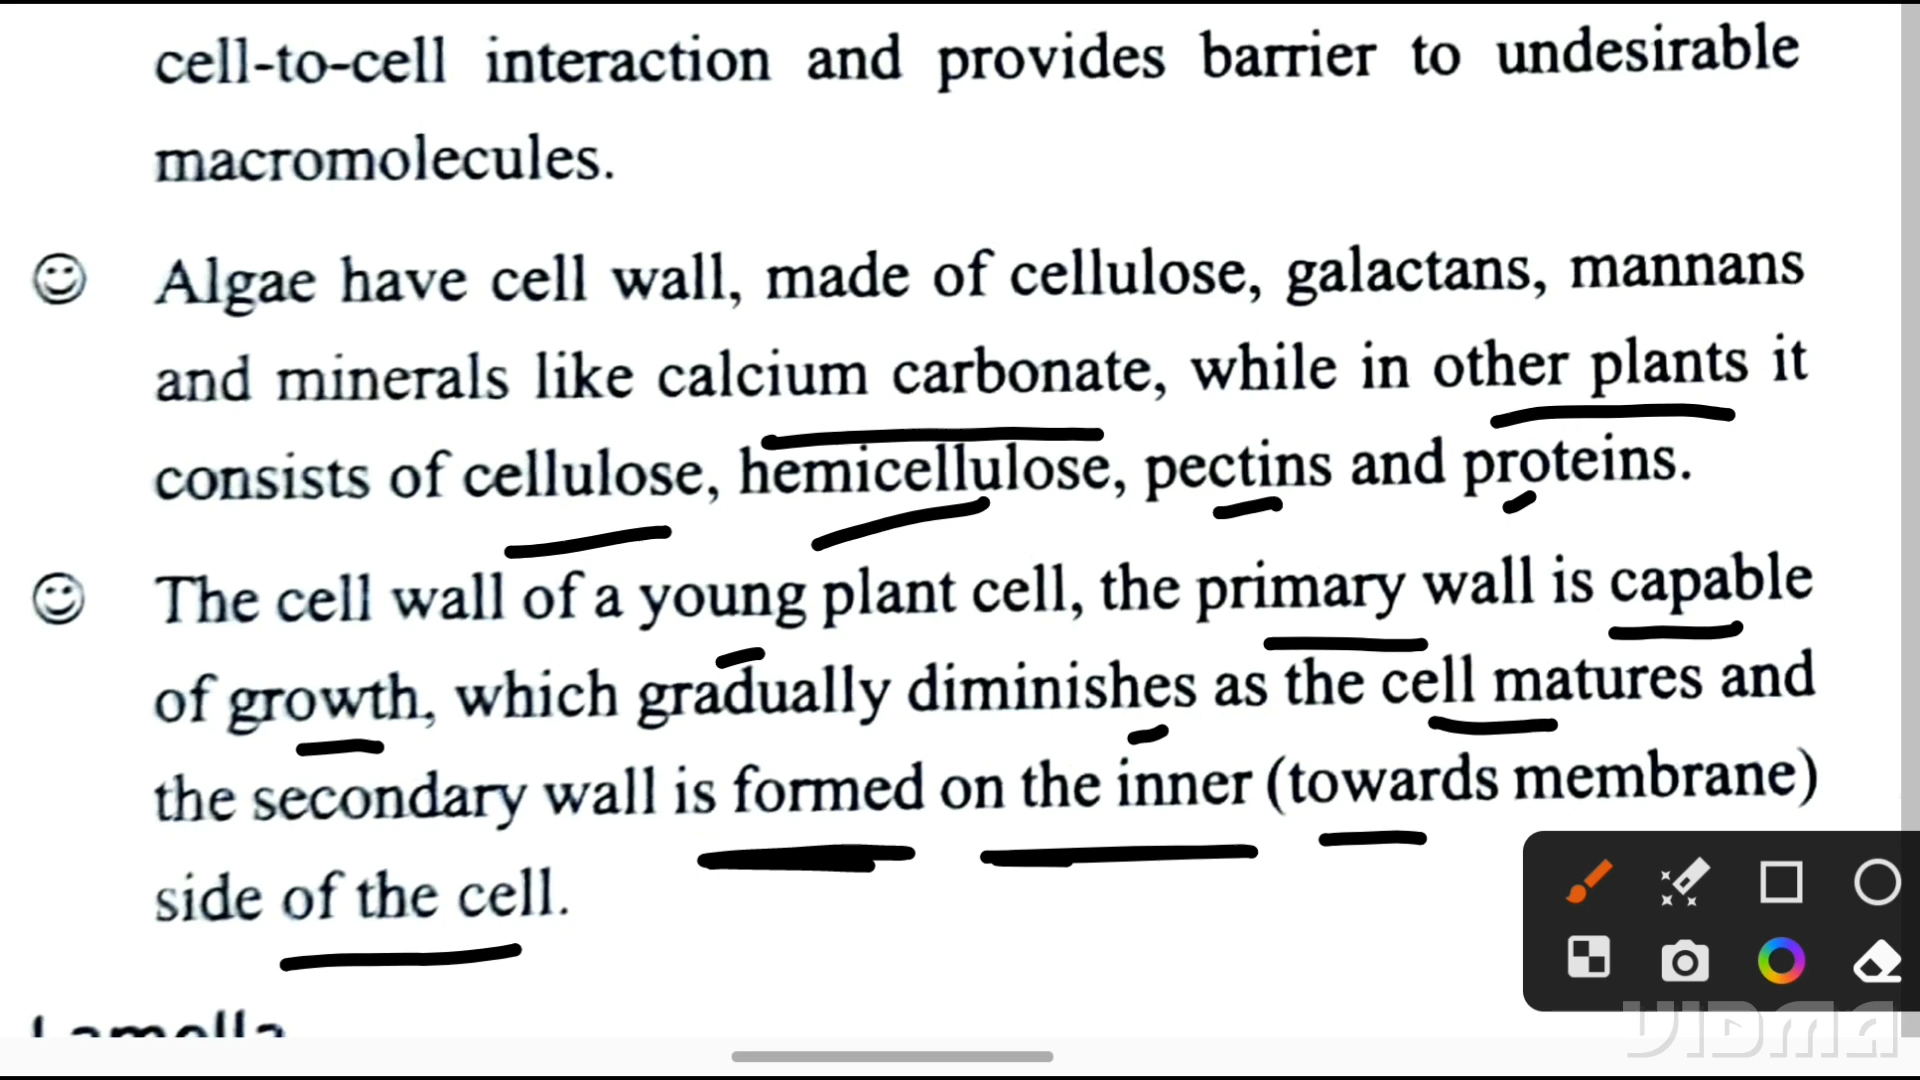 cell-to-cell interaction and provides barrier to undesirable
macromolecules.
Algae have cell wall, made of cellulose, galactans, mannans
and minerals like calcium carbonate, while in other plants it
consists of cellulose, hemicellulose, pectins and proteins.
The cell wall of a young plant cell, the primary wall is capable
of growth, which gradually diminishes as the cell matures and
the secondary wall is formed on the inner (towards membrane)
side of the cell.
Lamella
VIDMA